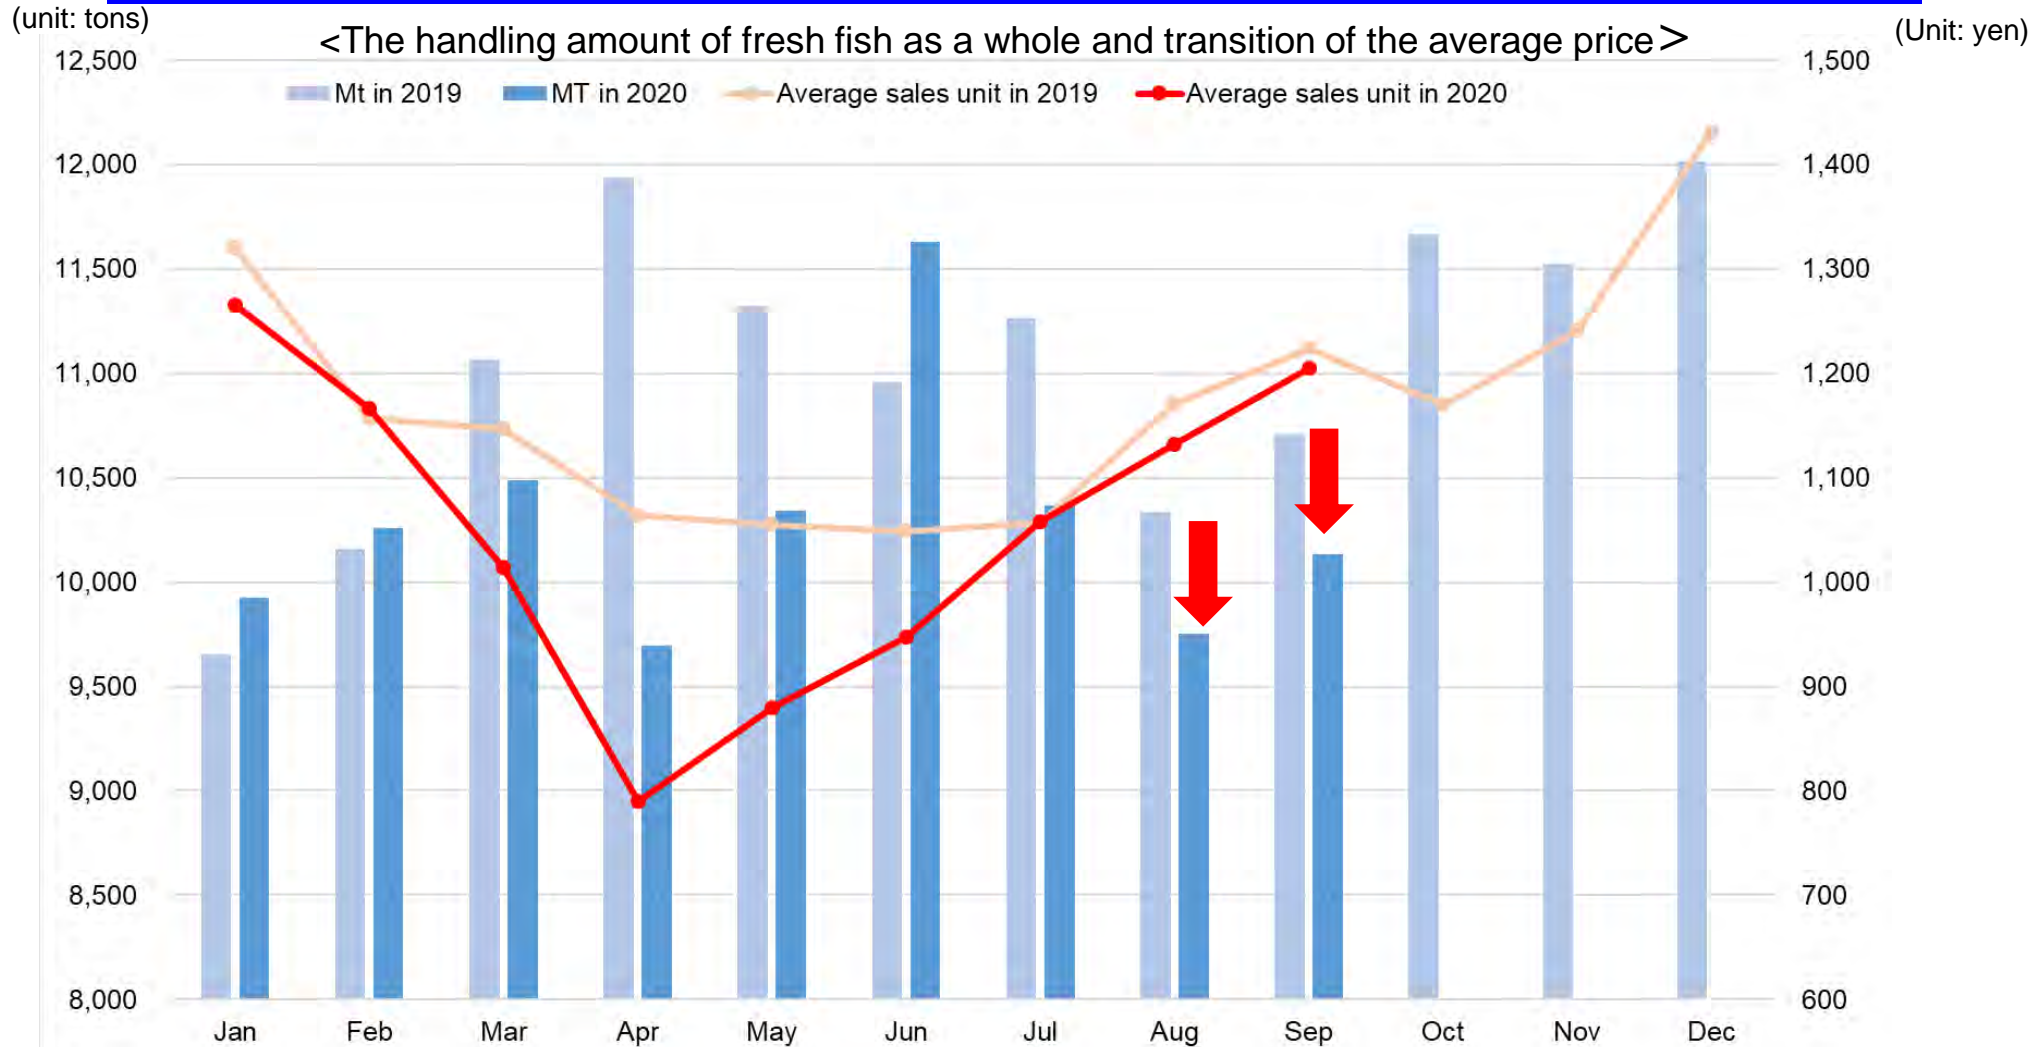 (unit: tons)
<The handling amount of fresh fish as a whole and transition of the average price>
(Unit: yen)
Mt in 2019
MT in 2020
Average sales unit in 2019
Average sales unit in 2020
12,500
12,000
11,500
11,000
10,500
10,000
9,500
9,000
8,500
8,000
1,500
1,400
1,300
1,200
1,100
1,000
900
800
700
600
Jan Feb Mar Apr May Jun Jul Aug Sep Oct Nov Dec